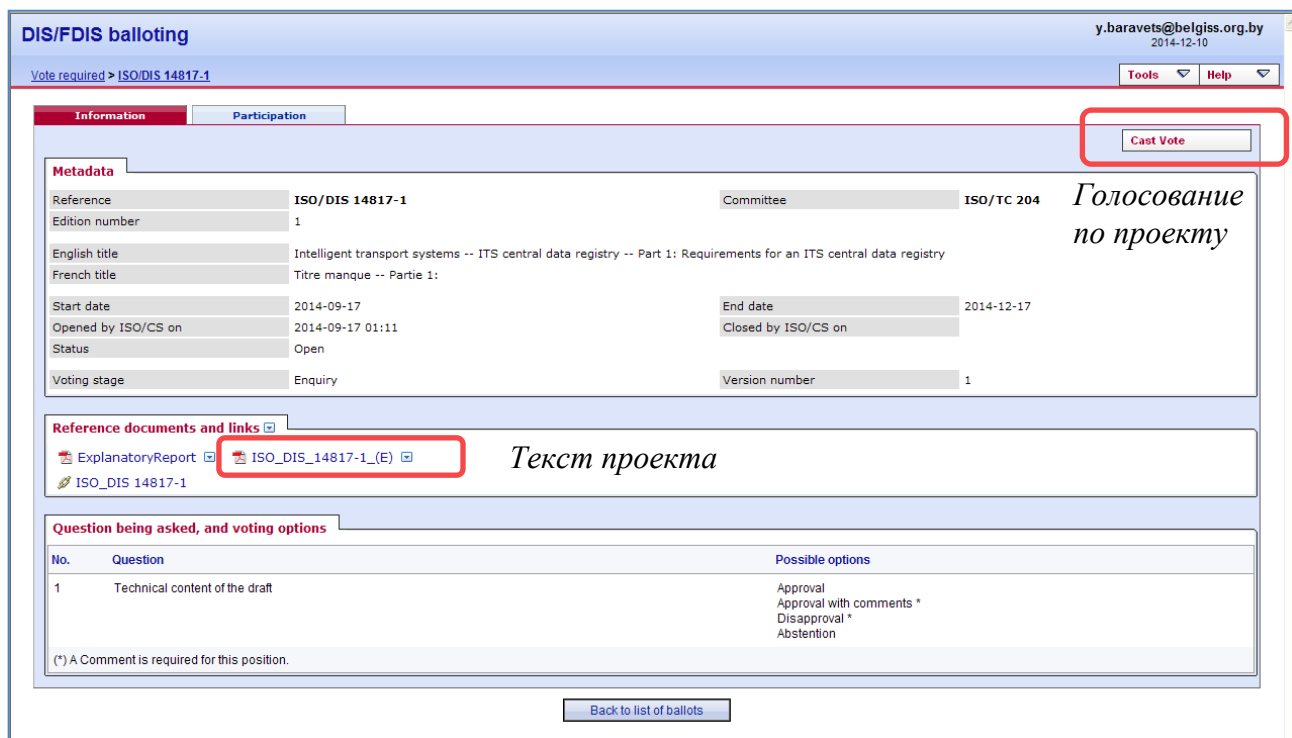 DIS/FDIS balloting
y.baravets@belgiss.org.by
2014-12-10
Vote required > ISO/DIS 14817-1
Tools Help
Information Participation
Cast Vote
Голосование
по проекту
Metadata
Reference ISO/DIS 14817-1 Committee ISO/TC 204
Edition number 1
English title Intelligent transport systems -- ITS central data registry -- Part 1: Requirements for an ITS central data registry
French title Titre manque -- Partie 1:
Start date 2014-09-17 End date 2014-12-17
Opened by ISO/CS on 2014-09-17 01:11 Closed by ISO/CS on
Status Open
Voting stage Enquiry Version number 1
Reference documents and links
ExplanatoryReport ISO_DIS_14817-1_(E)
Текст проекта
ISO_DIS 14817-1
Question being asked, and voting options
No. Question Possible options
1 Technical content of the draft Approval
Approval with comments *
Disapproval *
Abstention
(*) A Comment is required for this position.
Back to list of ballots